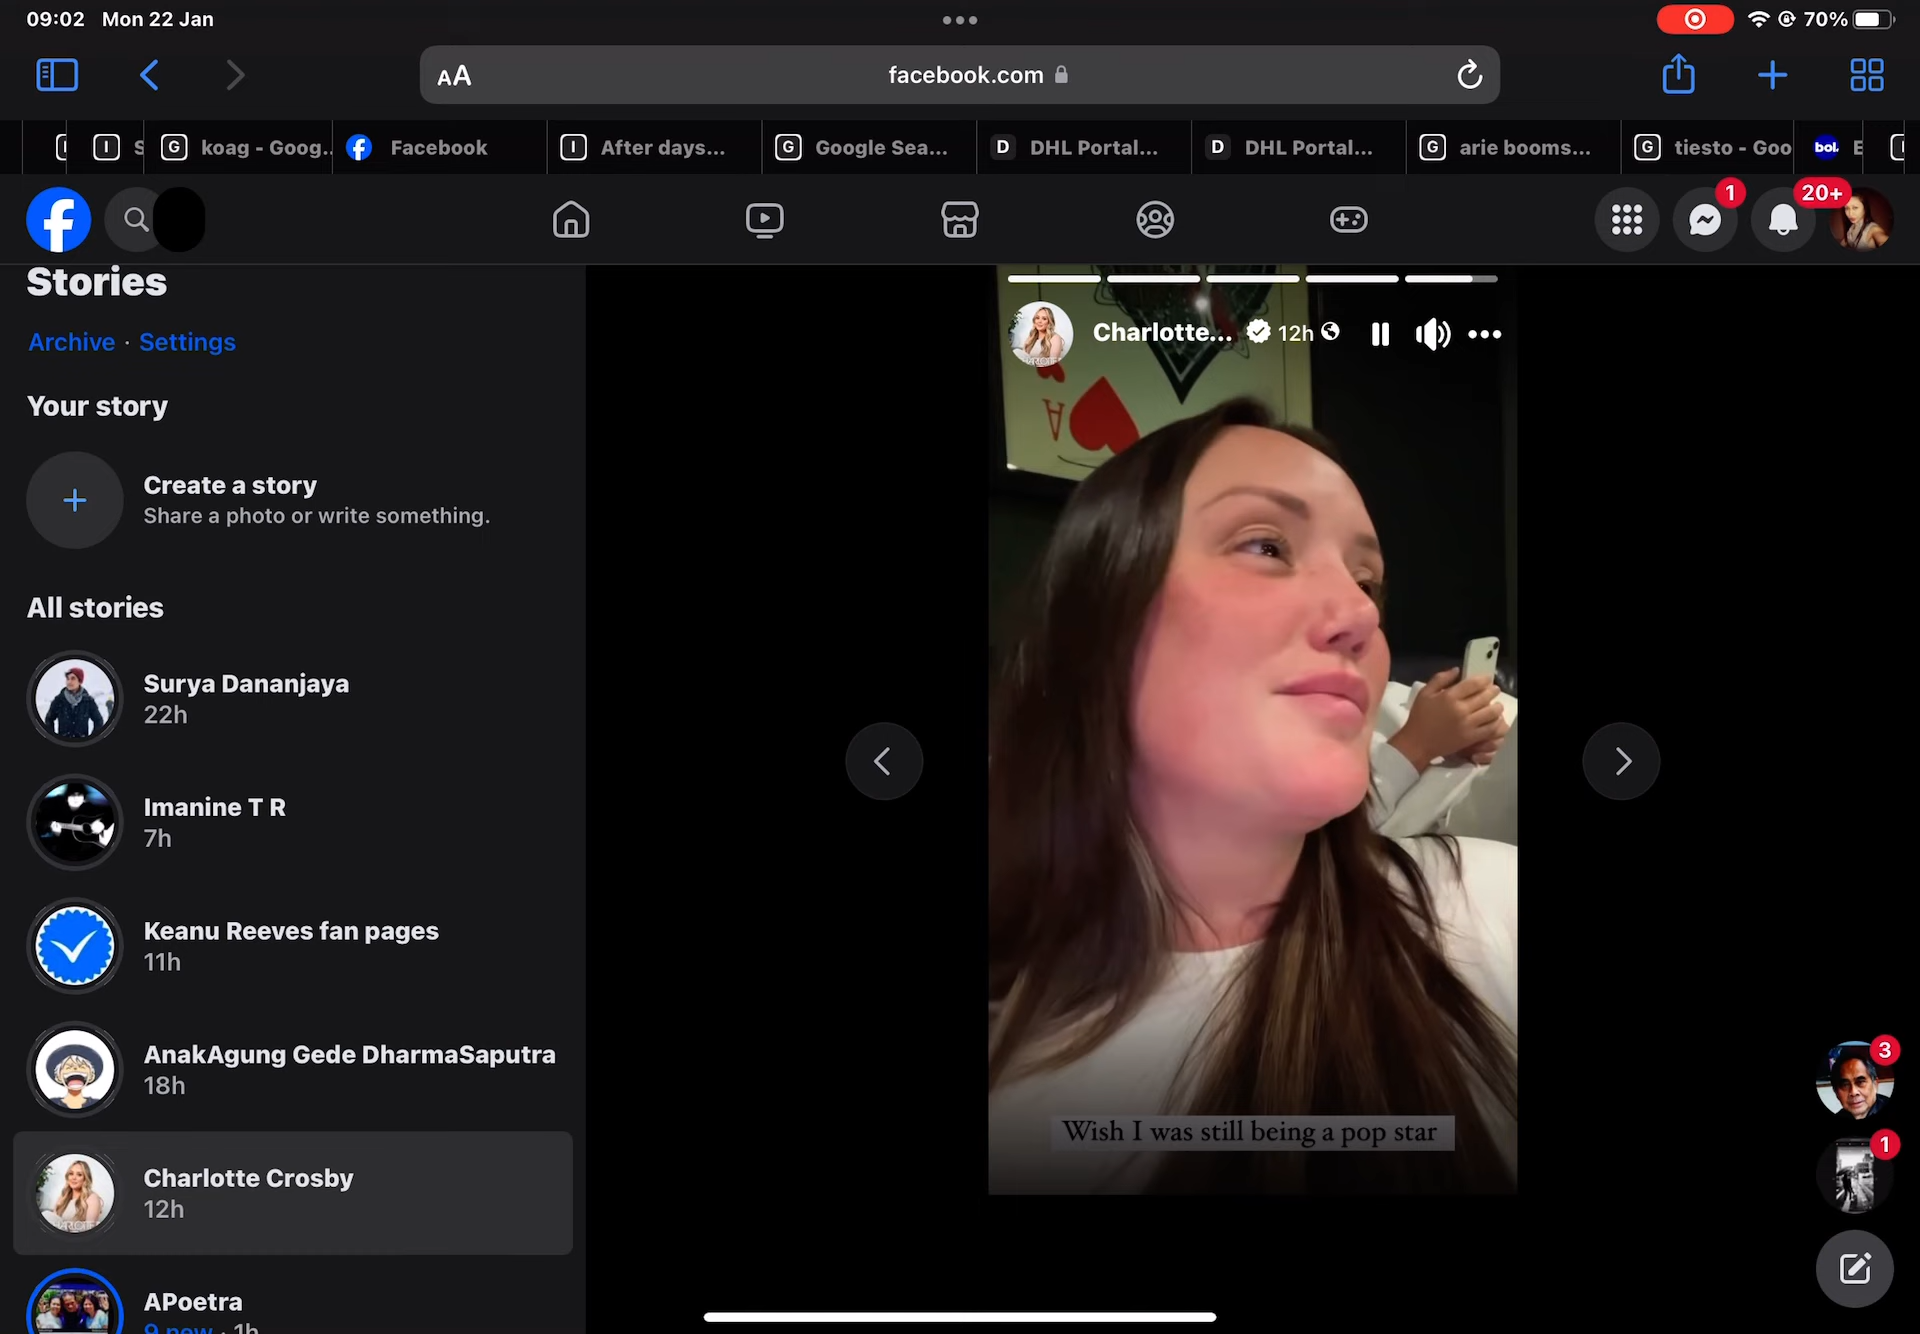 09:02 Mon 22 Jan
70%
AA
facebook.com
koag - Goog...
Facebook
After days...
G Google Sea...
D DHL Portal...
D DHL Portal...
G arie booms...
G tiesto - Goo
bol.
1
20+
Stories
Archive · Settings
Your story
Create a story
Share a photo or write something.
All stories
Surya Dananjaya
22h
Imanine T R
7h
Keanu Reeves fan pages
11h
AnakAgung Gede DharmaSaputra
18h
Charlotte Crosby
12h
APoetra
9 new · 1h
Charlotte...
12h
A
Wish I was still being a pop star
3
1